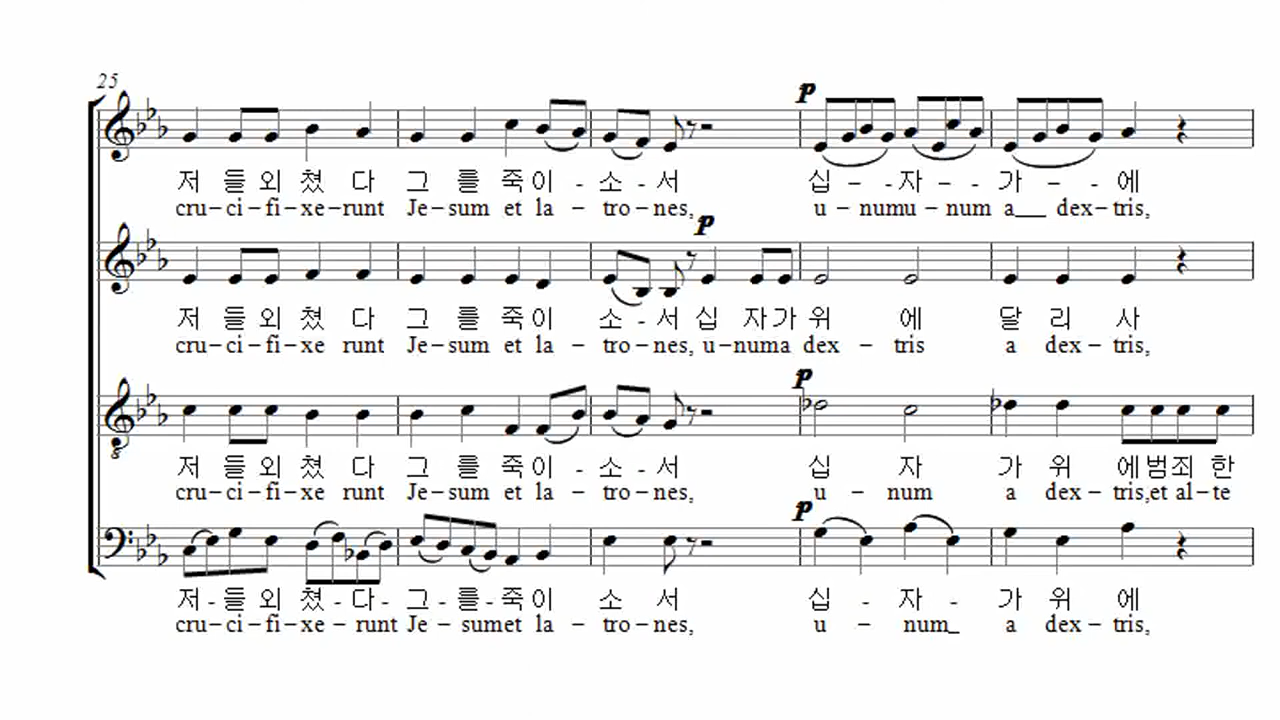 25
p
저 들 외 쳤 다 그 를 죽 이 - 소 - 서 십 - - 자 - - 가 - - 에
cru-ci-fi-xe-runt Je-sum et la-tro-nes, u-numu-num a__ dex-tris,
p
저 들 외 쳤 다 그 를 죽 이 소 - 서 십 자 가 위 에 달 리 사
cru-ci-fi-xe runt Je-sum et la-tro-nes, u-numa dex-tris a dex-tris,
p
8
저 들 외 쳤 다 그 를 죽 이 - 소 - 서 십 자 가 위 에 범 죄 한
cru-ci-fi-xe runt Je-sum et la-tro-nes, u-num a dex-tris,et al-te
p
저 - 들 외 쳤 - 다 - 그 - 를 - 죽 이 소 서 십 - 자 - 가 위 에
cru-ci-fi-xe-runt Je-sumet la-tro-nes, u-num_ a dex-tris,